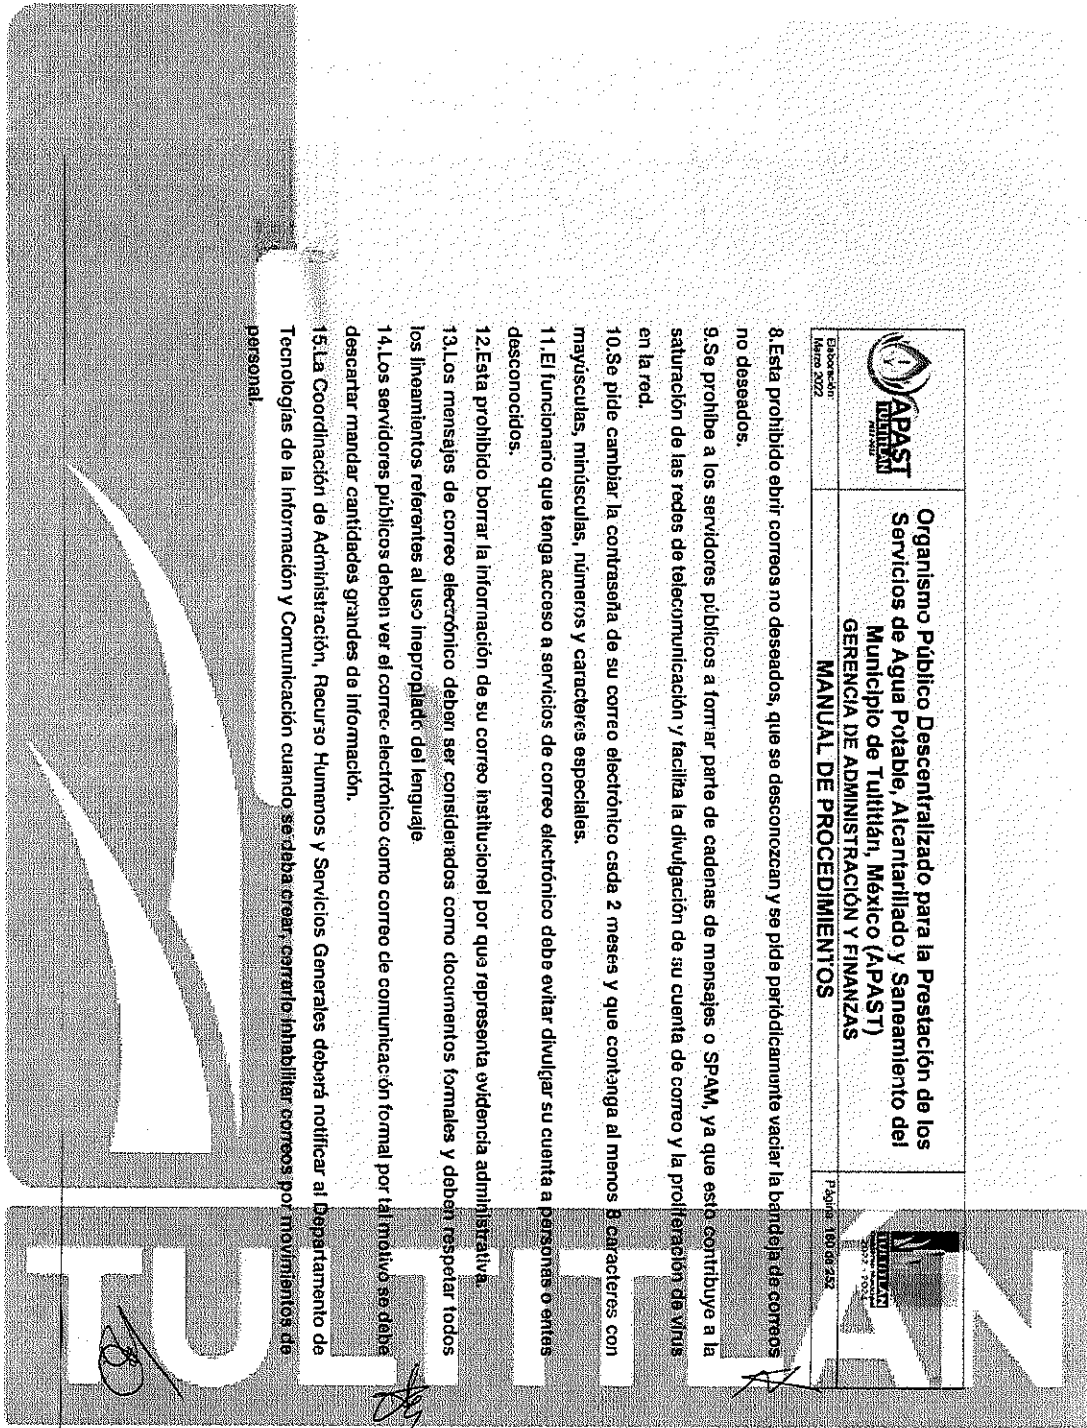 APAST
TULTITLÁN
2022-2024
Organismo Público Descentralizado para la Prestación de los
Servicios de Agua Potable, Alcantarillado y Saneamiento del
Municipio de Tultitlán, México (APAST)
GERENCIA DE ADMINISTRACIÓN Y FINANZAS
TULTITLÁN
2022 - 2024
Elaboración:
Marzo 2022
MANUAL DE PROCEDIMIENTOS
Página: 180 de 252
8.Esta prohibido abrir correos no deseados, que se desconozcan y se pide periódicamente vaciar la bandeja de correos
no deseados.
9.Se prohíbe a los servidores públicos a formar parte de cadenas de mensajes o SPAM, ya que esto contribuye a la
saturación de las redes de telecomunicación y facilita la divulgación de su cuenta de correo y la proliferación de virus
en la red.
10.Se pide cambiar la contraseña de su correo electrónico cada 2 meses y que contenga al menos 8 caracteres con
mayúsculas, minúsculas, números y caracteres especiales.
11.El funcionario que tenga acceso a servicios de correo electrónico debe evitar divulgar su cuenta a personas o entes
desconocidos.
12.Esta prohibido borrar la información de su correo institucional por que representa evidencia administrativa.
13.Los mensajes de correo electrónico deben ser considerados como documentos formales y deben respetar todos
los lineamientos referentes al uso inapropiado del lenguaje.
14.Los servidores públicos deben ver el correo electrónico como correo de comunicación formal por tal motivo se debe
descartar mandar cantidades grandes de información.
15.La Coordinación de Administración, Recurso Humanos y Servicios Generales deberá notificar al Departamento de
Tecnologías de la Información y Comunicación cuando se deba crear, cerrarlo inhabilitar correos por movimientos de
personal.
TULTITLÁN